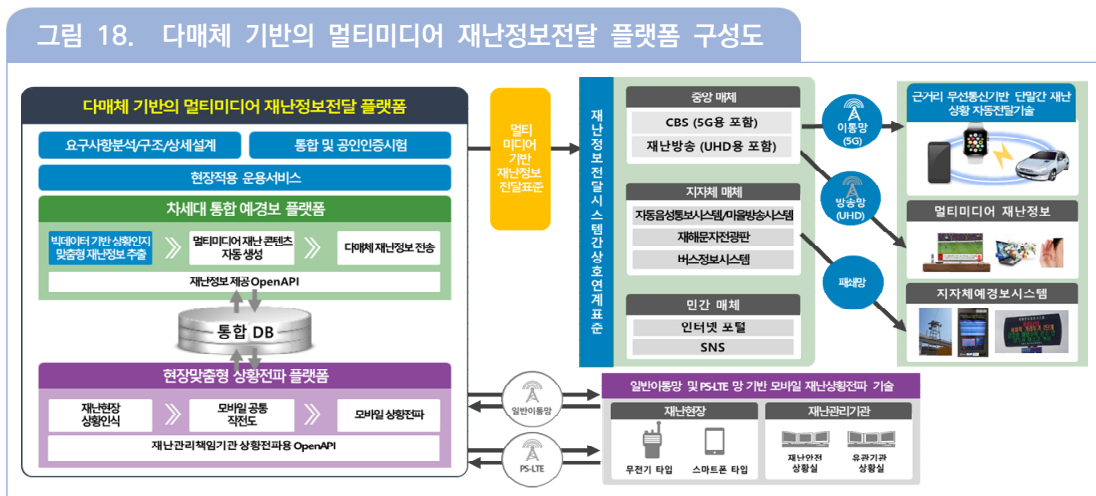 그림 18. 다매체 기반의 멀티미디어 재난정보전달 플랫폼 구성도
다매체 기반의 멀티미디어 재난정보전달 플랫폼
요구사항분석/구조/상세설계
통합 및 공인인증시험
현장적용 운용서비스
차세대 통합 예경보 플랫폼
빅데이터 기반 상황인지
맞춤형 재난정보 추출
멀티미디어 재난 콘텐츠
자동 생성
다매체 재난정보 전송
재난정보 제공 OpenAPI
통합 DB
현장맞춤형 상황전파 플랫폼
재난현장
상황인식
모바일 공통
작전도
모바일 상황전파
재난관리책임기관 상황전파용 OpenAPI
멀티
미디어
기반
재난정보
전달표준
재난정보전달시스템간상호연계표준
중앙 매체
CBS (5G용 포함)
재난방송 (UHD용 포함)
지자체 매체
자동음성통보시스템/마을방송시스템
재해문자전광판
버스정보시스템
민간 매체
인터넷 포털
SNS
이통망
(5G)
방송망
(UHD)
패쇄망
근거리 무선통신기반 단말간 재난
상황 자동전달기술
멀티미디어 재난정보
지자체예경보시스템
일반이통망
PS-LTE
일반이통망 및 PS-LTE 망 기반 모바일 재난상황전파 기술
재난현장
무전기 타입
스마트폰 타입
재난관리기관
재난안전
상황실
유관기관
상황실